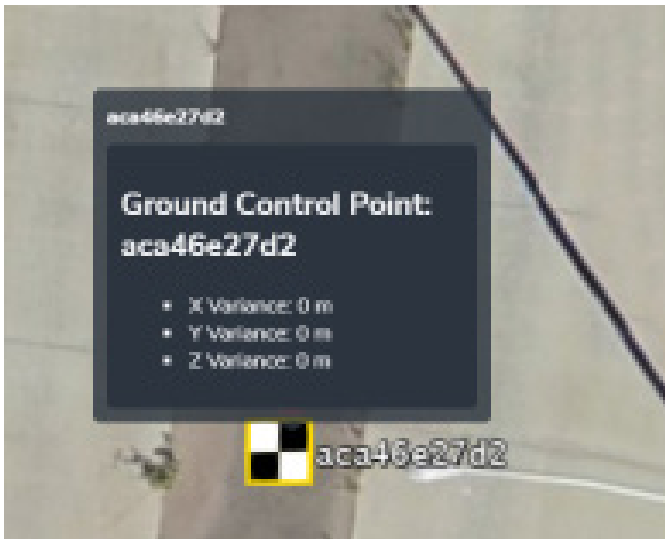 aca46e27d2
Ground Control Point:
aca46e27d2
• X Variance: 0 m
• Y Variance: 0 m
• Z Variance: 0 m
aca46e27d2